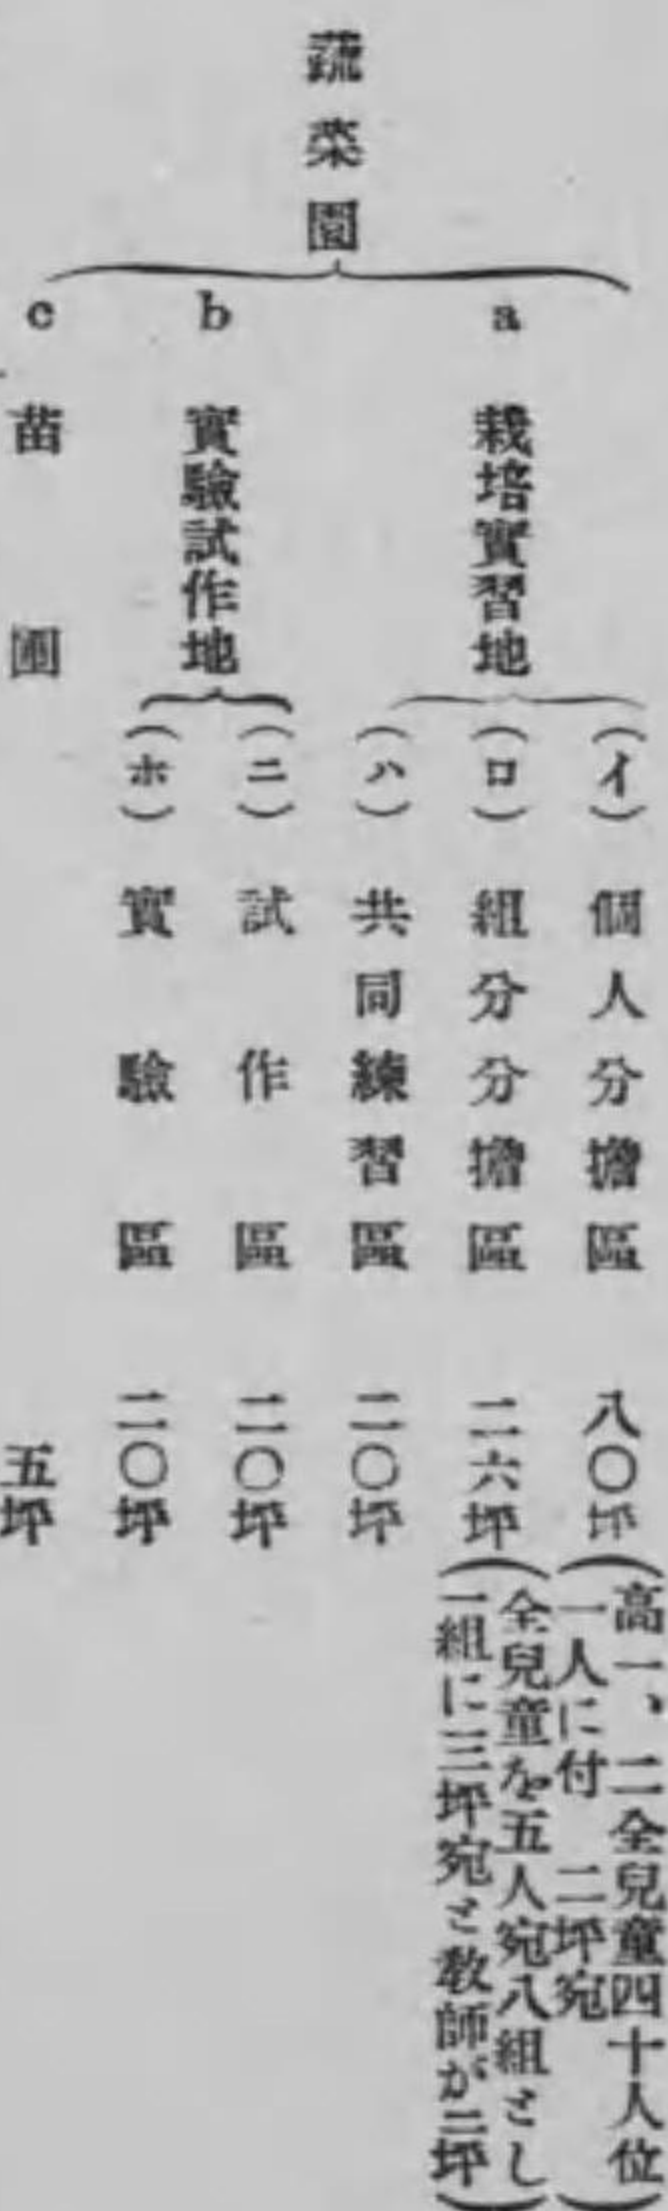 蔬菜園
a 栽培實習地
(イ) 個人分擔區 八〇坪 (高一、二全兒童四十人位
一人に付 二坪宛)
(ロ) 組分分擔區 二六坪 (全兒童を五人宛八組とし
一組に三坪宛と教師が二坪)
(ハ) 共同練習區 二〇坪
b 實驗試作地
(ニ) 試作區 二〇坪
(ホ) 實驗區 二〇坪
c 苗圃 五坪